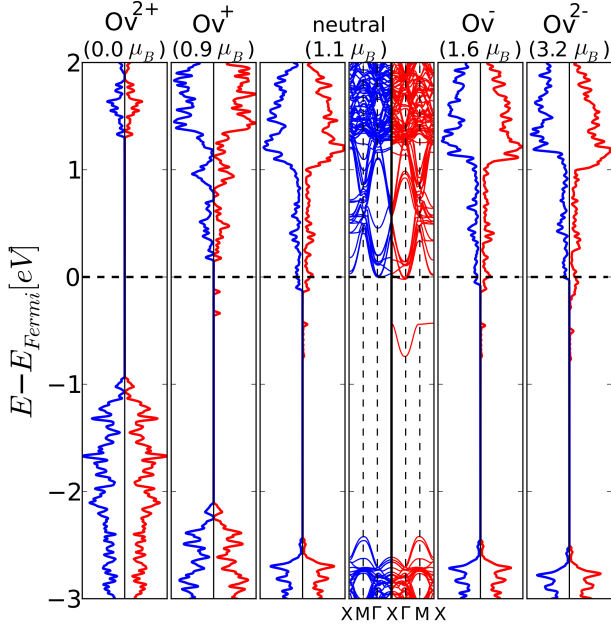 Ov2+ Ov+ neutral Ov- Ov2-
(0.0 μB) (0.9 μB) (1.1 μB) (1.6 μB) (3.2 μB)
2
1
0
−1
−2
−3
E−EFermi[eV]
X M Γ X Γ M X